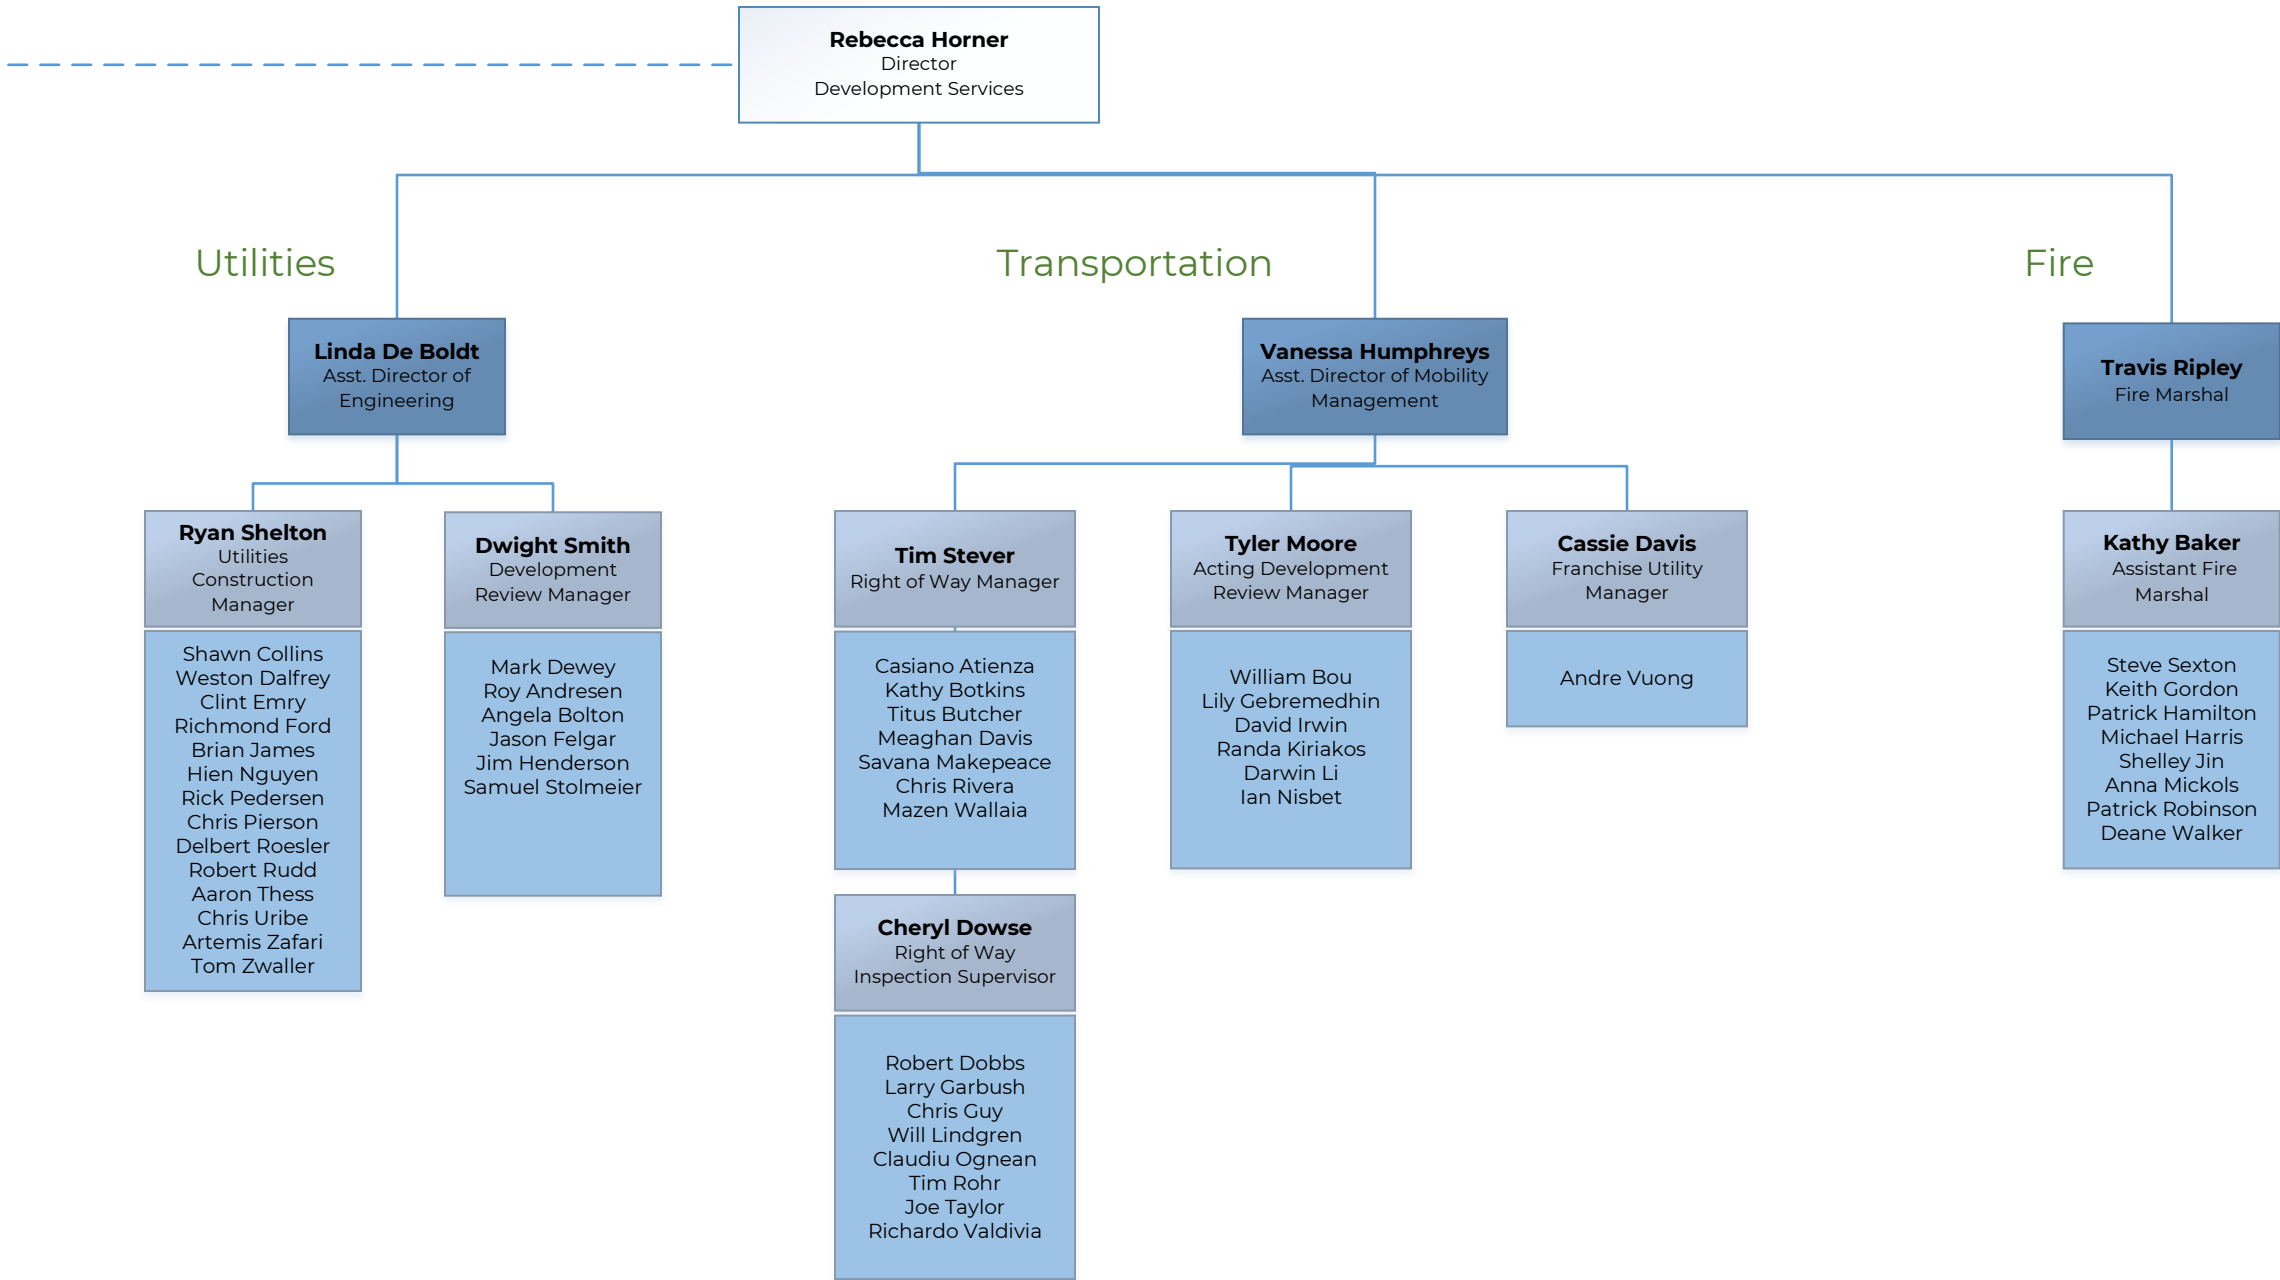 Rebecca Horner
Director
Development Services
Utilities
Transportation
Fire
Linda De Boldt
Asst. Director of
Engineering
Vanessa Humphreys
Asst. Director of Mobility
Management
Travis Ripley
Fire Marshal
Ryan Shelton
Utilities
Construction
Manager
Dwight Smith
Development
Review Manager
Tim Stever
Right of Way Manager
Tyler Moore
Acting Development
Review Manager
Cassie Davis
Franchise Utility
Manager
Kathy Baker
Assistant Fire
Marshal
Shawn Collins
Weston Dalfrey
Clint Emry
Richmond Ford
Brian James
Hien Nguyen
Rick Pedersen
Chris Pierson
Delbert Roesler
Robert Rudd
Aaron Thess
Chris Uribe
Artemis Zafari
Tom Zwaller
Mark Dewey
Roy Andresen
Angela Bolton
Jason Felgar
Jim Henderson
Samuel Stolmeier
Casiano Atienza
Kathy Botkins
Titus Butcher
Meaghan Davis
Savana Makepeace
Chris Rivera
Mazen Wallaia
William Bou
Lily Gebremedhin
David Irwin
Randa Kiriakos
Darwin Li
Ian Nisbet
Andre Vuong
Steve Sexton
Keith Gordon
Patrick Hamilton
Michael Harris
Shelley Jin
Anna Mickols
Patrick Robinson
Deane Walker
Cheryl Dowse
Right of Way
Inspection Supervisor
Robert Dobbs
Larry Garbush
Chris Guy
Will Lindgren
Claudiu Ognean
Tim Rohr
Joe Taylor
Richardo Valdivia